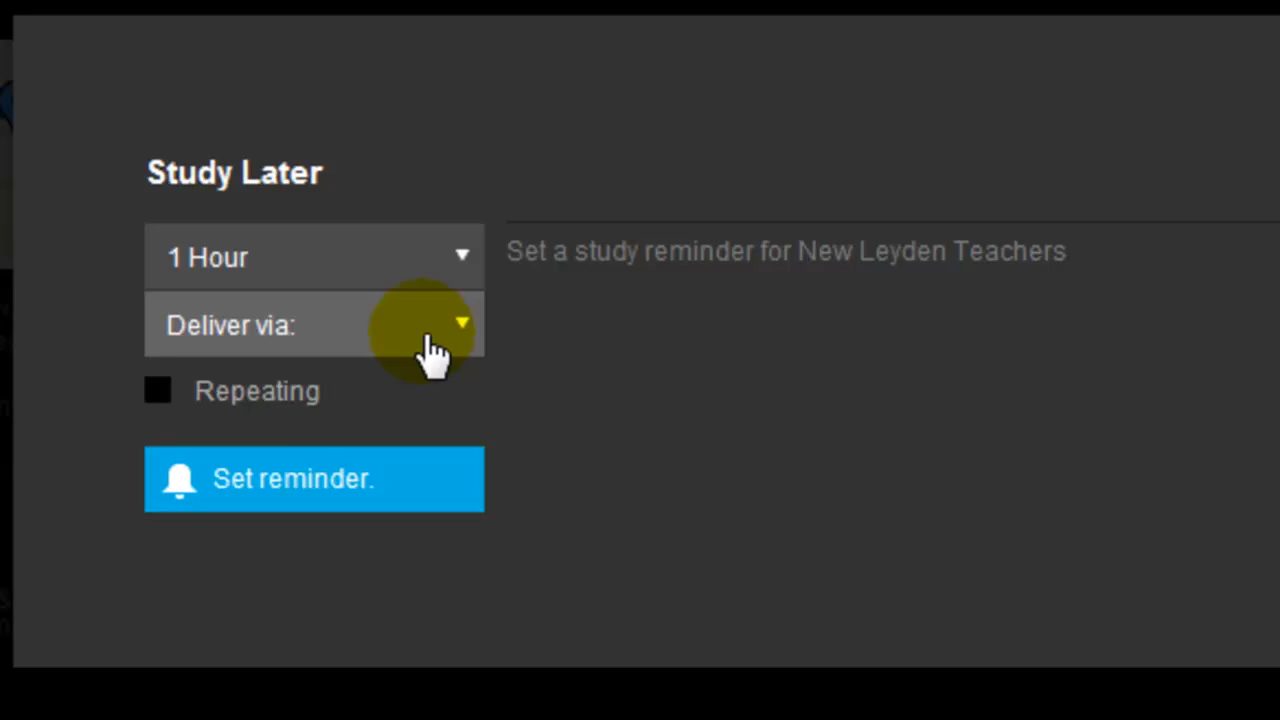 Study Later
1 Hour
Set a study reminder for New Leyden Teachers
Deliver via:
Repeating
Set reminder.